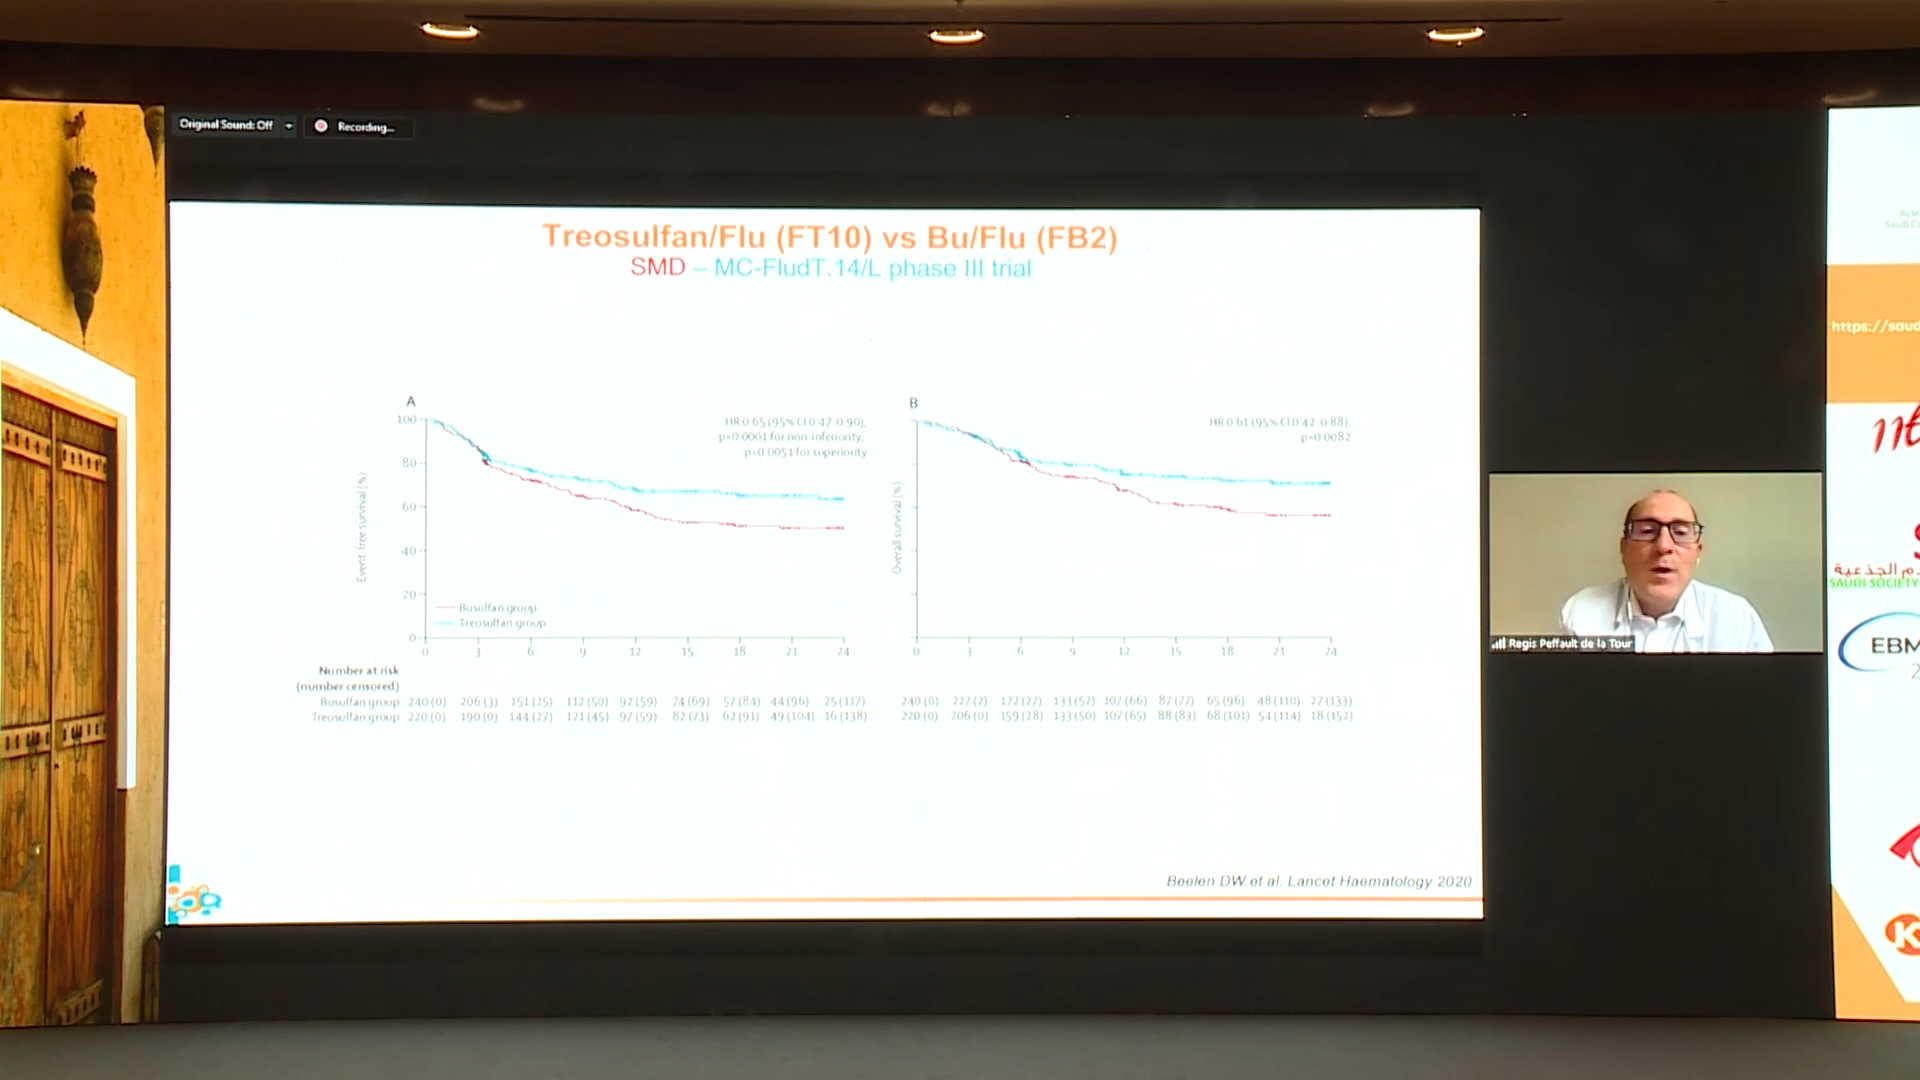 Original Sound: Off
Recording...
Treosulfan/Flu (FT10) vs Bu/Flu (FB2)
SMD – MC-FludT.14/L phase III trial
A
HR 0·65 (95% CI 0·47–0·90);
p<0·0001 for non-inferiority;
p=0·0051 for superiority
Event-free survival (%)
100
80
60
40
20
0
Busulfan group
Treosulfan group
0 3 6 9 12 15 18 21 24
B
HR 0·61 (95% CI 0·42–0·88);
p=0·0082
Overall survival (%)
0 3 6 9 12 15 18 21 24
Number at risk
(number censored)
Busulfan group 240 (0) 206 (3) 151 (25) 112 (50) 92 (59) 74 (69) 57 (84) 44 (96) 25 (117) 240 (0) 227 (2) 172 (27) 133 (52) 107 (66) 87 (77) 65 (96) 48 (110) 27 (133)
Treosulfan group 220 (0) 190 (0) 144 (27) 121 (45) 97 (59) 82 (73) 62 (91) 49 (104) 16 (138) 220 (0) 206 (0) 159 (28) 133 (50) 107 (65) 88 (83) 68 (101) 54 (114) 18 (152)
Beelen DW et al. Lancet Haematology 2020
Regis Peffault de la Tour
https://saud
الجذعية
SAUDI SOCIETY
EBM
K